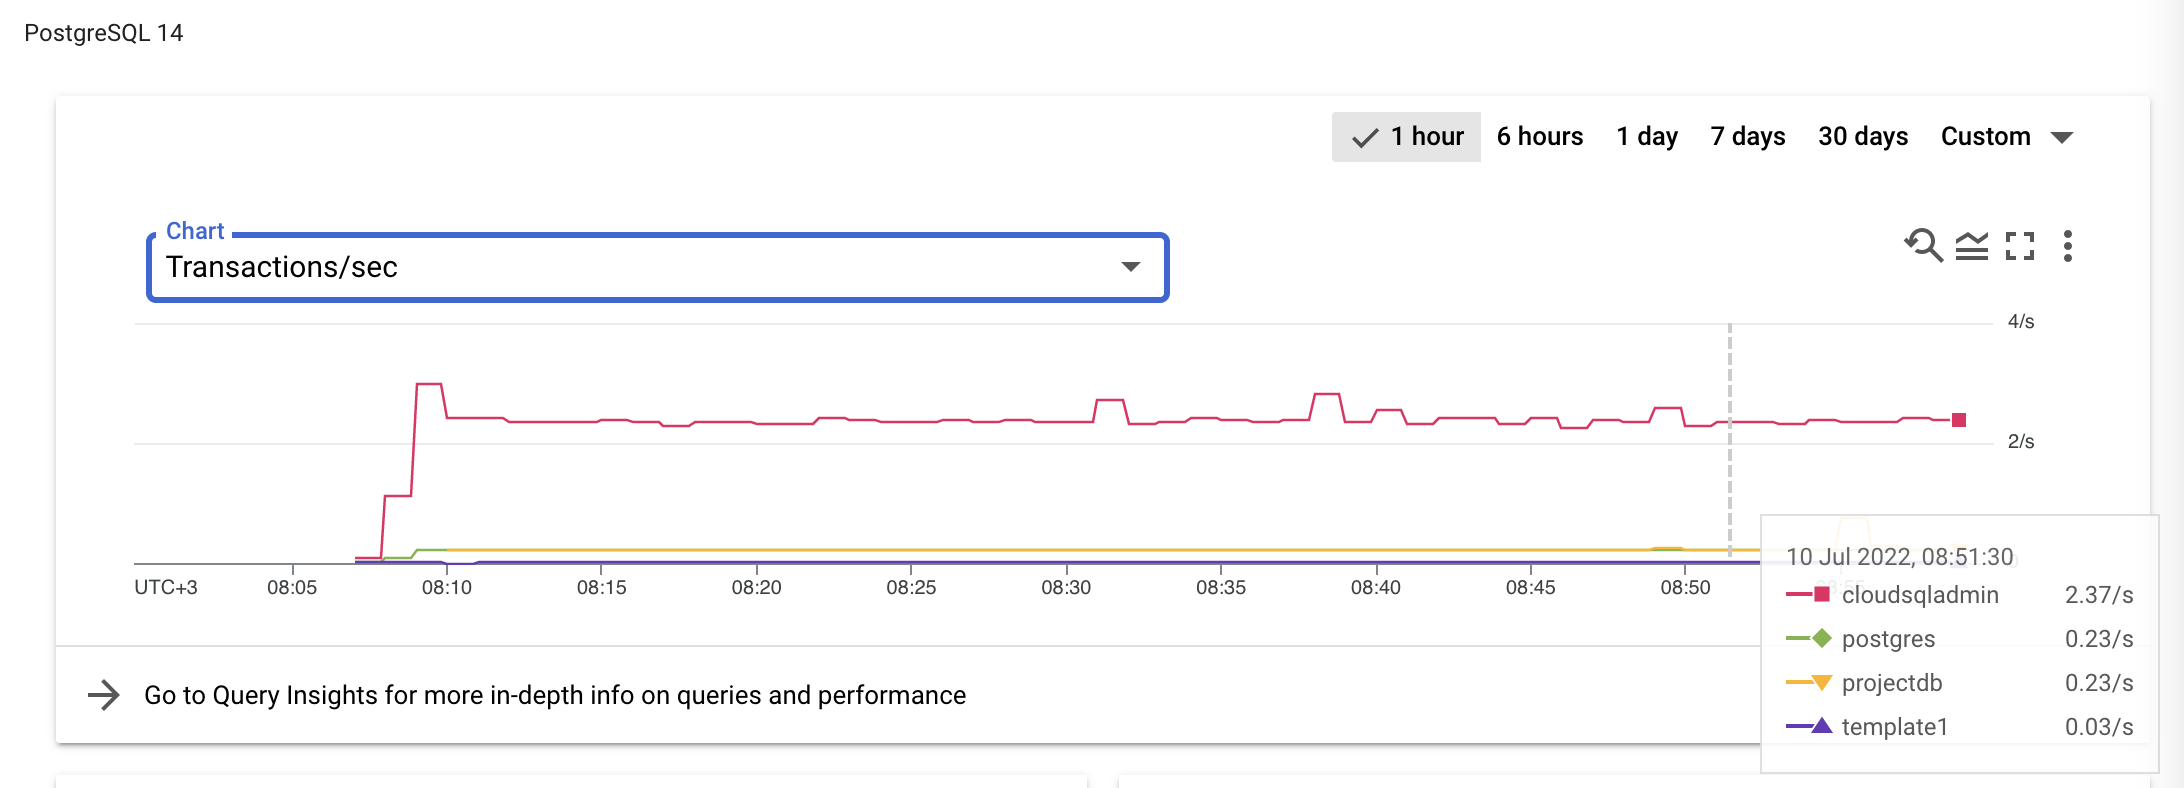 PostgreSQL 14
1 hour 6 hours 1 day 7 days 30 days Custom
Chart
Transactions/sec
4/s
2/s
UTC+3 08:05 08:10 08:15 08:20 08:25 08:30 08:35 08:40 08:45 08:50 08:55
0
10 Jul 2022, 08:51:30
cloudsqladmin 2.37/s
postgres 0.23/s
projectdb 0.23/s
template1 0.03/s
Go to Query Insights for more in-depth info on queries and performance